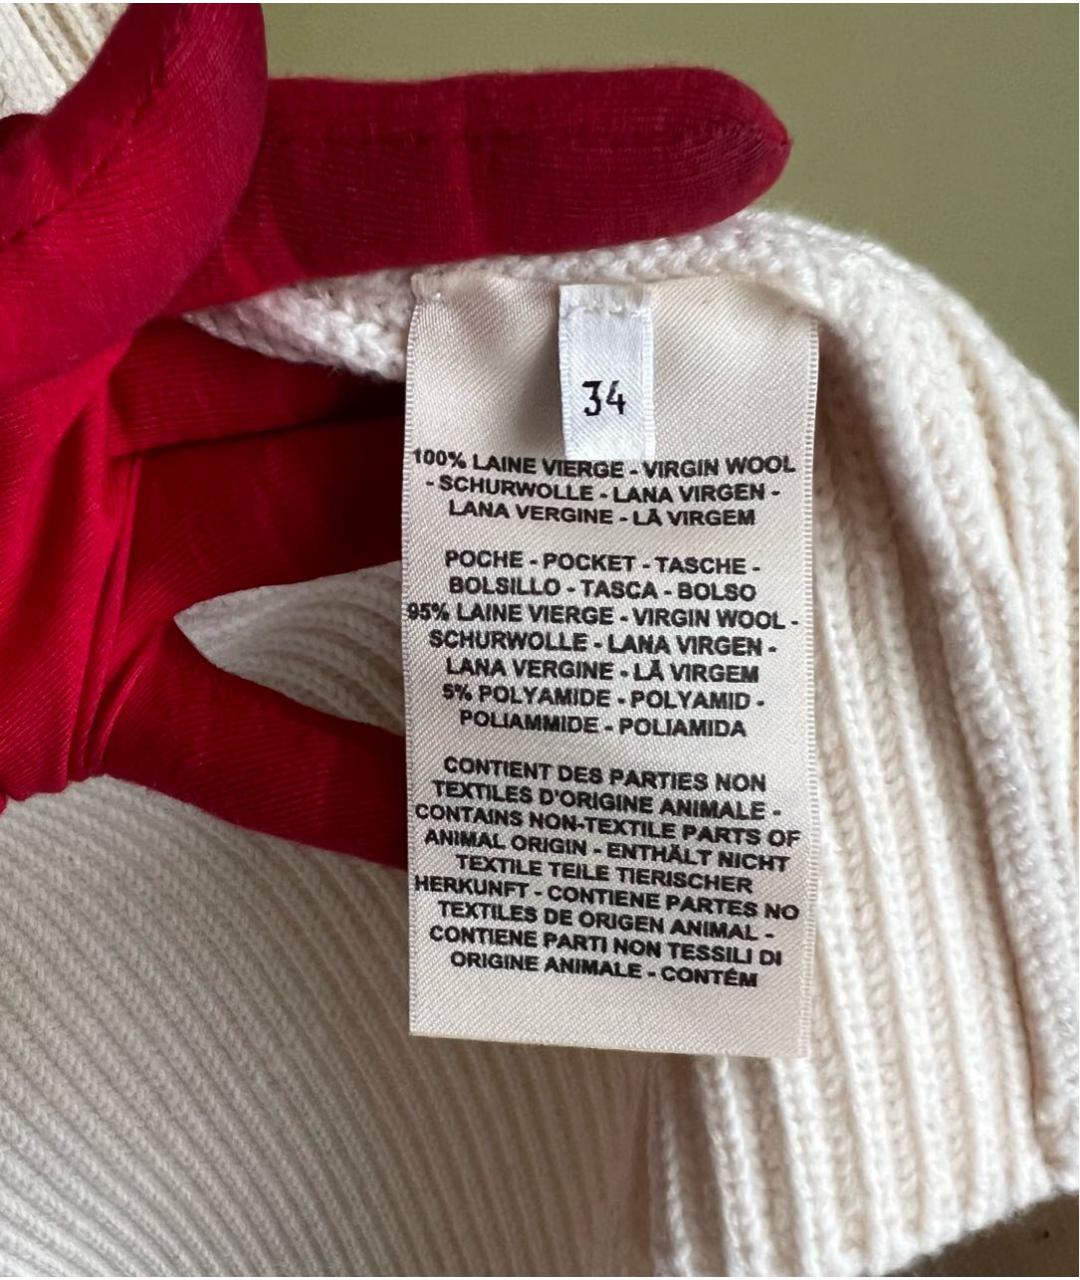 34
100% LAINE VIERGE - VIRGIN WOOL
- SCHURWOLLE - LANA VIRGEN -
LANA VERGINE - LÃ VIRGEM
POCHE - POCKET - TASCHE -
BOLSILLO - TASCA - BOLSO
95% LAINE VIERGE - VIRGIN WOOL -
SCHURWOLLE - LANA VIRGEN -
LANA VERGINE - LÃ VIRGEM
5% POLYAMIDE - POLYAMID -
POLIAMMIDE - POLIAMIDA
CONTIENT DES PARTIES NON
TEXTILES D'ORIGINE ANIMALE -
CONTAINS NON-TEXTILE PARTS OF
ANIMAL ORIGIN - ENTHÄLT NICHT
TEXTILE TEILE TIERISCHER
HERKUNFT - CONTIENE PARTES NO
TEXTILES DE ORIGEN ANIMAL -
CONTIENE PARTI NON TESSILI DI
ORIGINE ANIMALE - CONTÉM